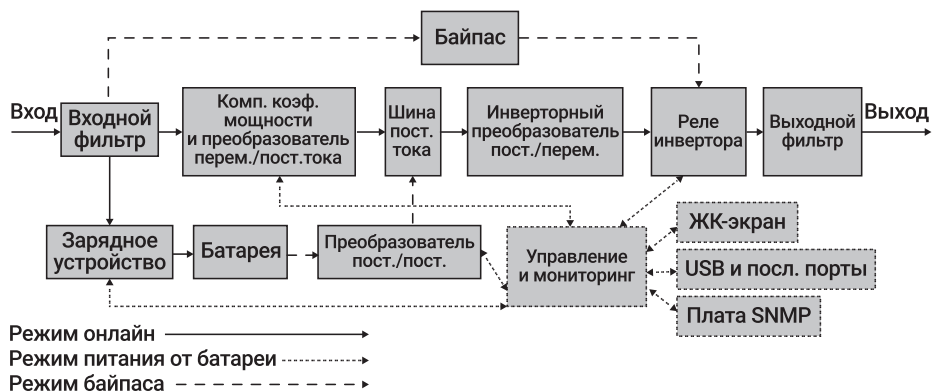 Байпас
Вход
Входной
фильтр
Комп. коэф.
мощности
и преобразователь
перем./пост.тока
Шина
пост.
тока
Инверторный
преобразователь
пост./перем.
Реле
инвертора
Выходной
фильтр
Выход
Зарядное
устройство
Батарея
Преобразователь
пост./пост.
Управление
и мониторинг
ЖК-экран
USB и посл. порты
Плата SNMP
Режим онлайн
Режим питания от батареи
Режим байпаса